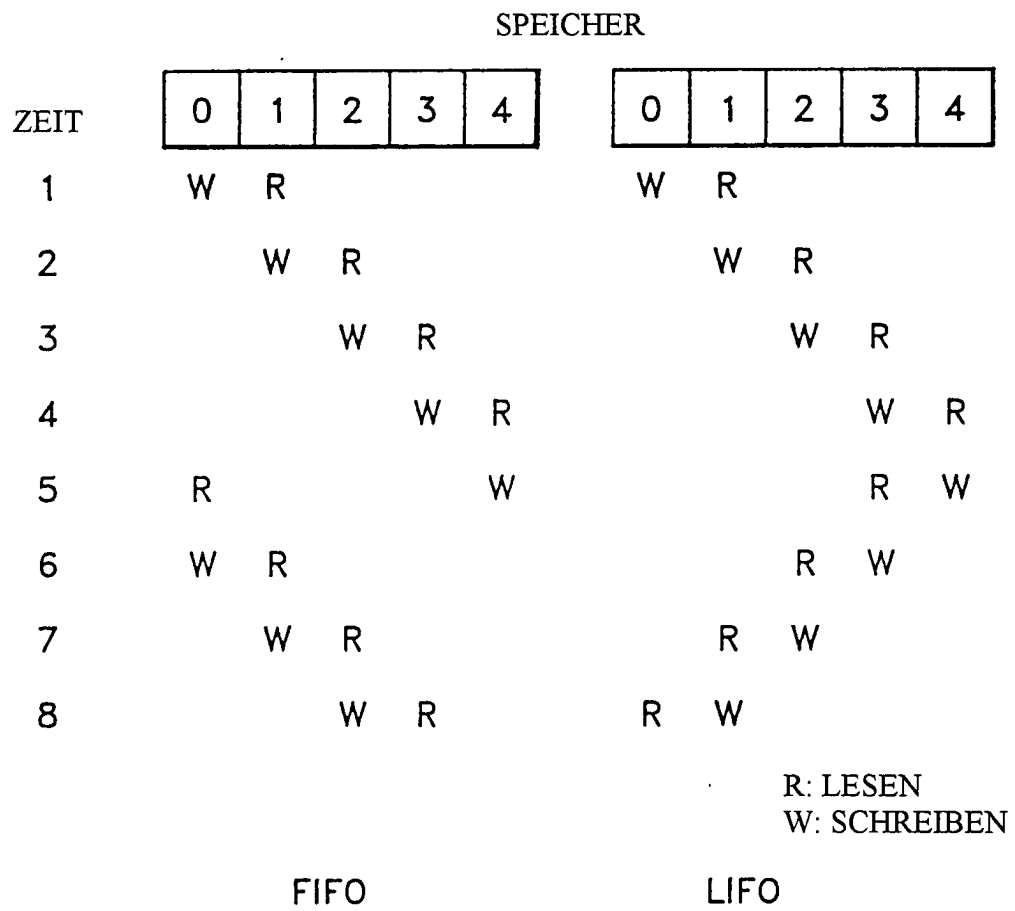 SPEICHER
ZEIT 0 1 2 3 4 0 1 2 3 4
1 W R W R
2 W R W R
3 W R W R
4 W R W R
5 R W R W
6 W R R W
7 W R R W
8 W R R W
R: LESEN
W: SCHREIBEN
FIFO LIFO